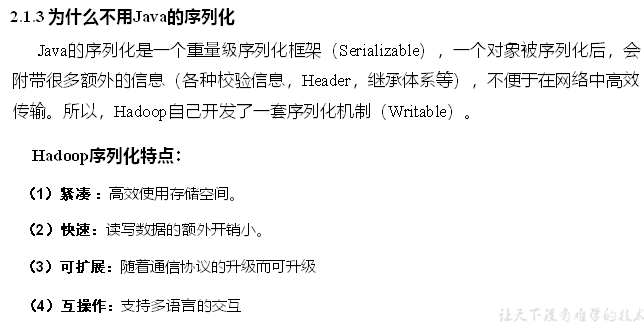 2.1.3 为什么不用Java的序列化
Java的序列化是一个重量级序列化框架（Serializable），一个对象被序列化后，会
附带很多额外的信息（各种校验信息，Header，继承体系等），不便于在网络中高效
传输。所以，Hadoop自己开发了一套序列化机制（Writable）。
Hadoop序列化特点：
（1）紧凑 ：高效使用存储空间。
（2）快速：读写数据的额外开销小。
（3）可扩展：随着通信协议的升级而可升级
（4）互操作：支持多语言的交互
让天下没有难学的技术